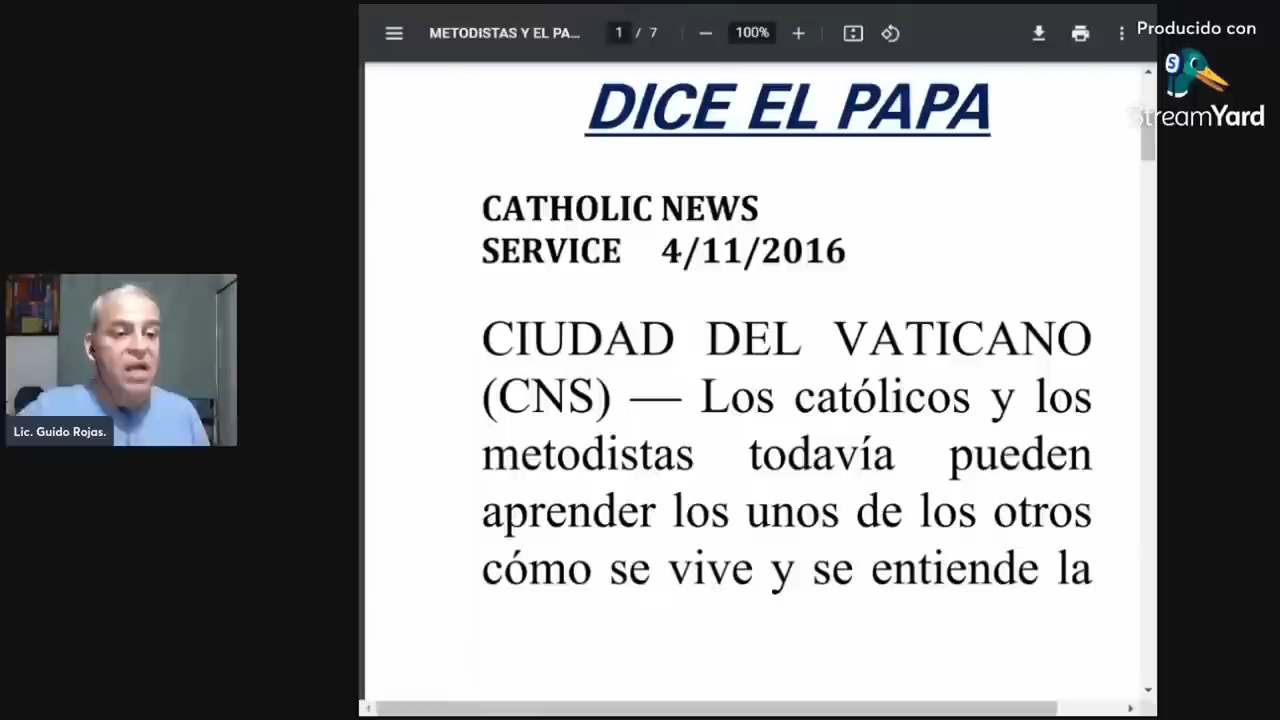 METODISTAS Y EL PA...
1 / 7
100%
Producido con
StreamYard
DICE EL PAPA
CATHOLIC NEWS
SERVICE 4/11/2016
CIUDAD DEL VATICANO
(CNS) — Los católicos y los
metodistas todavía pueden
aprender los unos de los otros
cómo se vive y se entiende la
Lic. Guido Rojas.